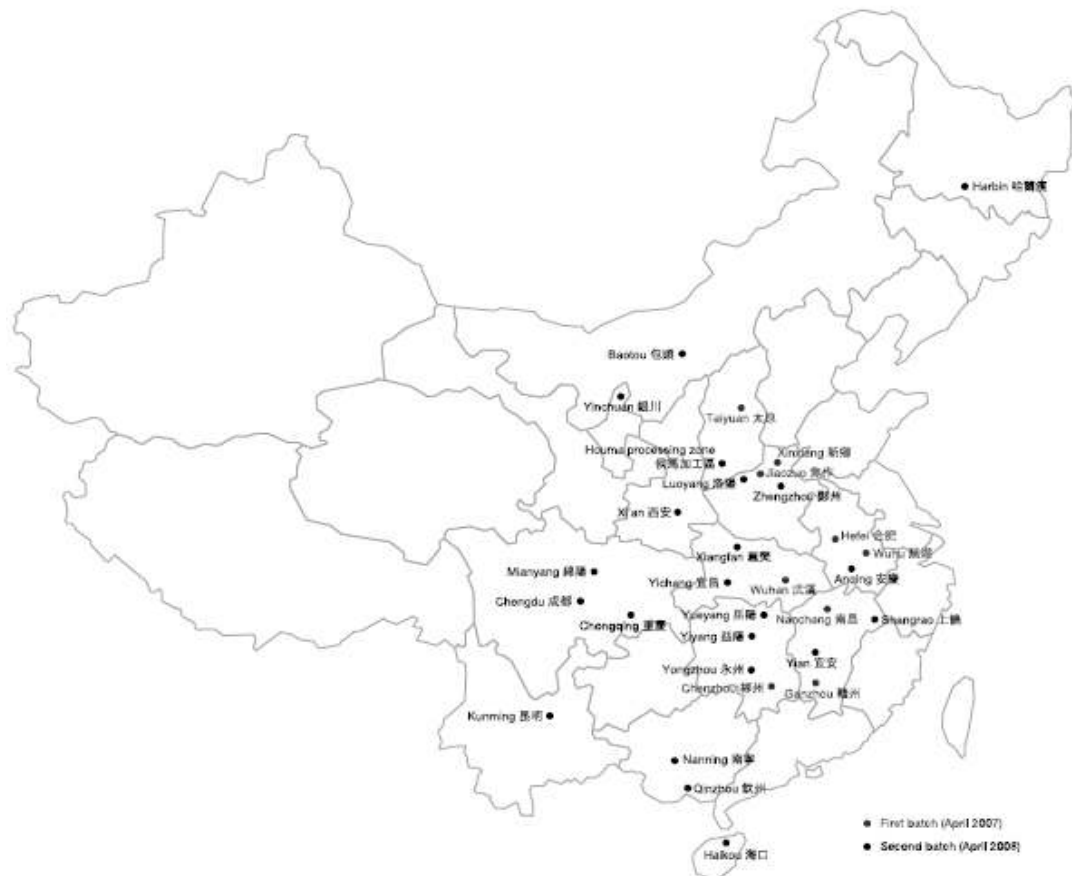 Harbin 哈爾濱
Baotou 包頭
Yinchuan 銀川
Taiyuan 太原
Houma processing zone
侯馬加工區
Xinxiang 新鄉
Jiaozuo 焦作
Luoyang 洛陽
Zhengzhou 鄭州
Xi'an 西安
Hefei 合肥
Wuhu 蕪湖
Xiangfan 襄樊
Anqing 安慶
Mianyang 綿陽
Yichang 宜昌
Wuhan 武漢
Chengdu 成都
Chongqing 重慶
Yueyang 岳陽
Nanchang 南昌
Shangrao 上饒
Yiyang 益陽
Yian 宜安
Yongzhou 永州
Chenzhou 郴州
Ganzhou 贛州
Kunming 昆明
Nanning 南寧
Qinzhou 欽州
Haikou 海口
First batch (April 2007)
Second batch (April 2008)